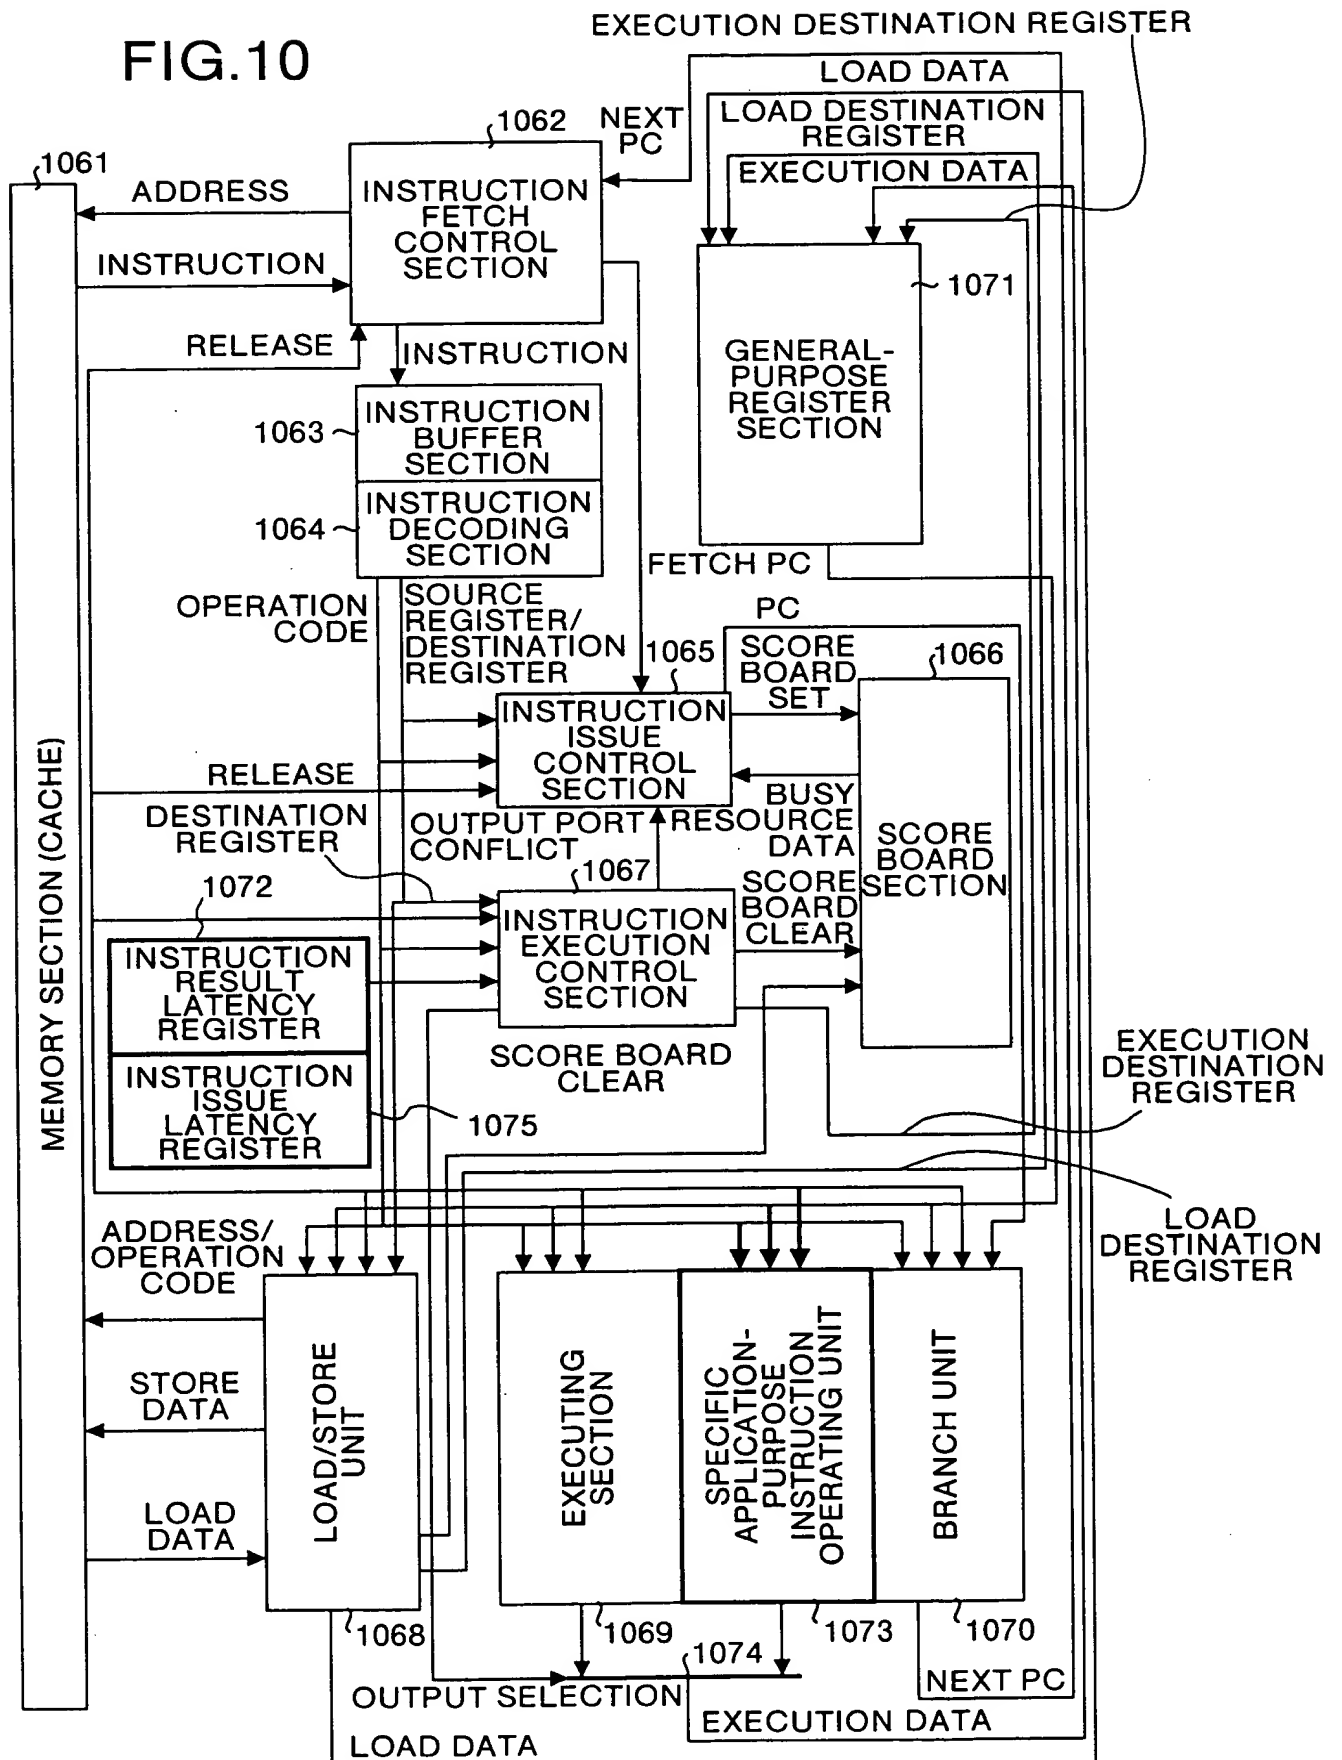 FIG.10
EXECUTION DESTINATION REGISTER
LOAD DATA
LOAD DESTINATION
REGISTER
EXECUTION DATA
NEXT
PC
1062
1061
ADDRESS
INSTRUCTION
INSTRUCTION
FETCH
CONTROL
SECTION
1071
GENERAL-
PURPOSE
REGISTER
SECTION
RELEASE
INSTRUCTION
1063
INSTRUCTION
BUFFER
SECTION
1064
INSTRUCTION
DECODING
SECTION
FETCH PC
OPERATION
CODE
SOURCE
REGISTER/
DESTINATION
REGISTER
PC
1065
SCORE
BOARD
SET
1066
INSTRUCTION
ISSUE
CONTROL
SECTION
RELEASE
DESTINATION
REGISTER
OUTPUT PORT
CONFLICT
BUSY
RESOURCE
DATA
SCORE
BOARD
SECTION
MEMORY SECTION (CACHE)
1072
1067
SCORE
BOARD
CLEAR
INSTRUCTION
EXECUTION
CONTROL
SECTION
INSTRUCTION
RESULT
LATENCY
REGISTER
SCORE BOARD
CLEAR
EXECUTION
DESTINATION
REGISTER
INSTRUCTION
ISSUE
LATENCY
REGISTER
1075
ADDRESS/
OPERATION
CODE
LOAD
DESTINATION
REGISTER
STORE
DATA
LOAD
DATA
LOAD/STORE
UNIT
EXECUTING
SECTION
SPECIFIC
APPLICATION-
PURPOSE
INSTRUCTION
OPERATING UNIT
BRANCH UNIT
1068
1069
1073
1070
1074
OUTPUT SELECTION
NEXT PC
EXECUTION DATA
LOAD DATA